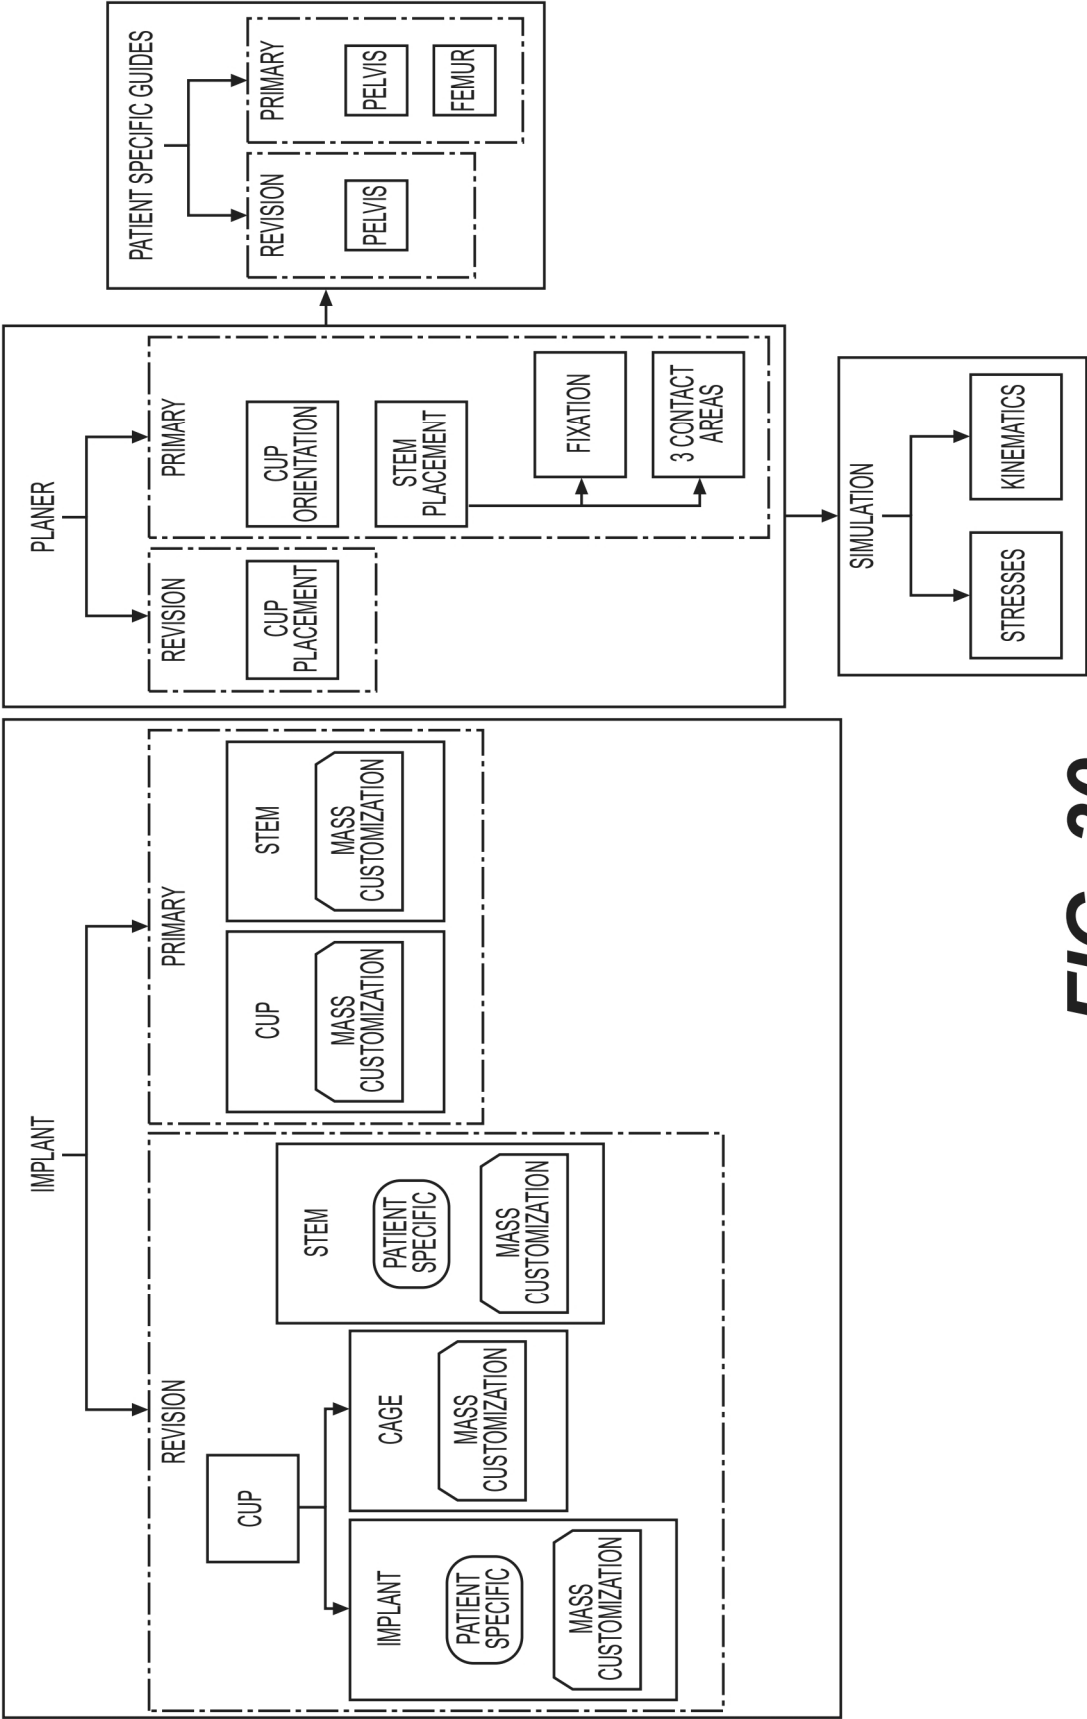 IMPLANT
REVISION
CUP
IMPLANT
PATIENT
SPECIFIC
MASS
CUSTOMIZATION
CAGE
MASS
CUSTOMIZATION
STEM
PATIENT
SPECIFIC
MASS
CUSTOMIZATION
PRIMARY
CUP
MASS
CUSTOMIZATION
STEM
MASS
CUSTOMIZATION
PLANER
REVISION
CUP
PLACEMENT
PRIMARY
CUP
ORIENTATION
STEM
PLACEMENT
FIXATION
3 CONTACT
AREAS
SIMULATION
STRESSES
KINEMATICS
PATIENT SPECIFIC GUIDES
REVISION
PELVIS
PRIMARY
PELVIS
FEMUR
FIG